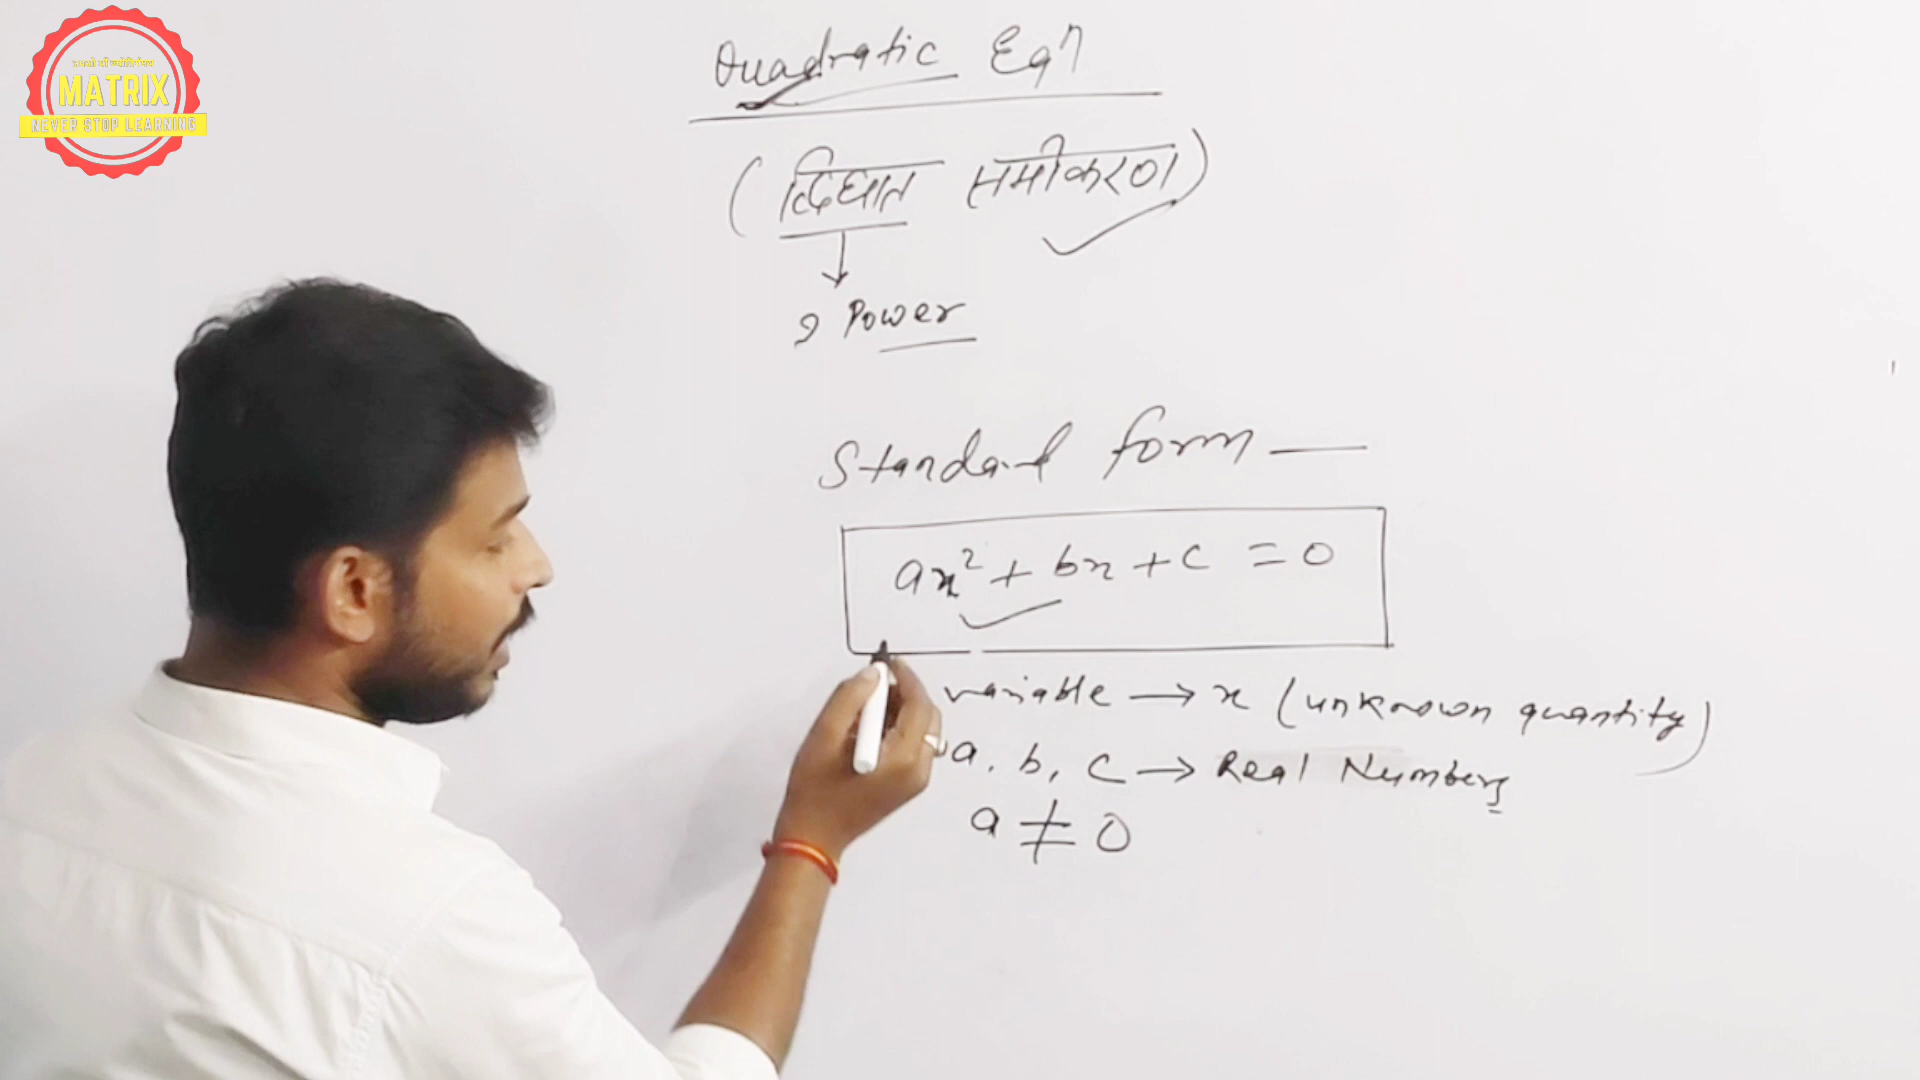 MATRIX
NEVER STOP LEARNING
Quadratic Eqn
(द्विघात समीकरण)
2 Power
Standard form —
ax² + bx + c = 0
variable → x (unknown quantity)
a, b, c → Real Numbers
a ≠ 0